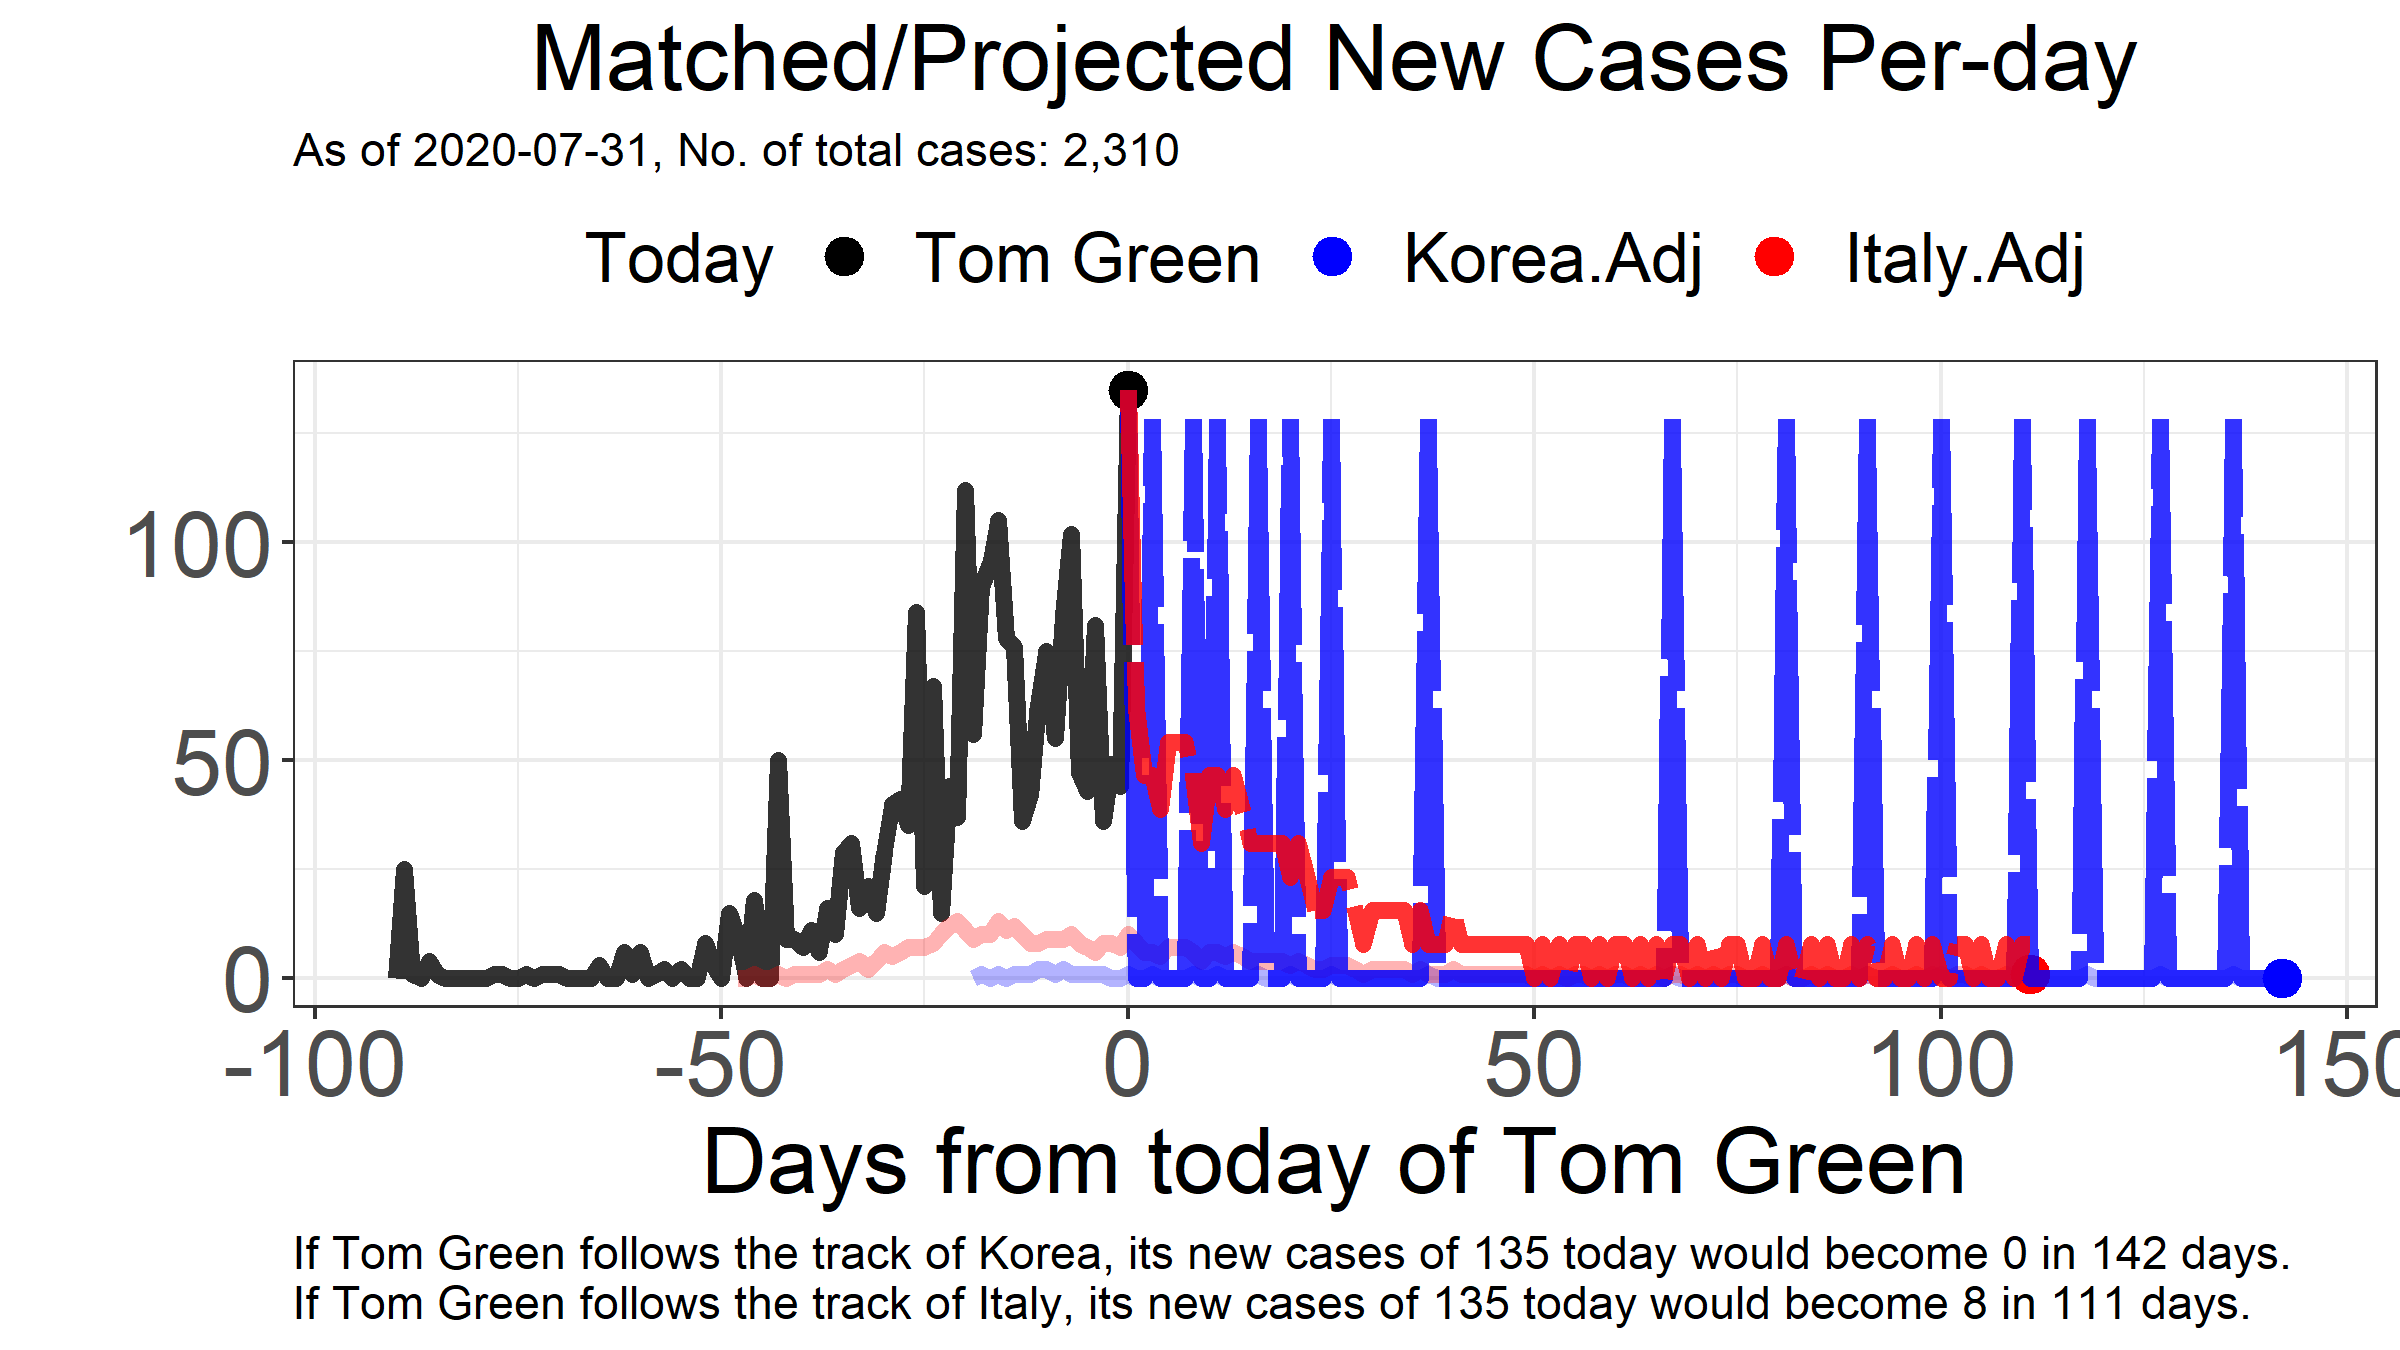 Matched/Projected New Cases Per-day
As of 2020-07-31, No. of total cases: 2,310
Today Tom Green Korea.Adj Italy.Adj
100
50
0
-100 -50 0 50 100 150
Days from today of Tom Green
If Tom Green follows the track of Korea, its new cases of 135 today would become 0 in 142 days.
If Tom Green follows the track of Italy, its new cases of 135 today would become 8 in 111 days.